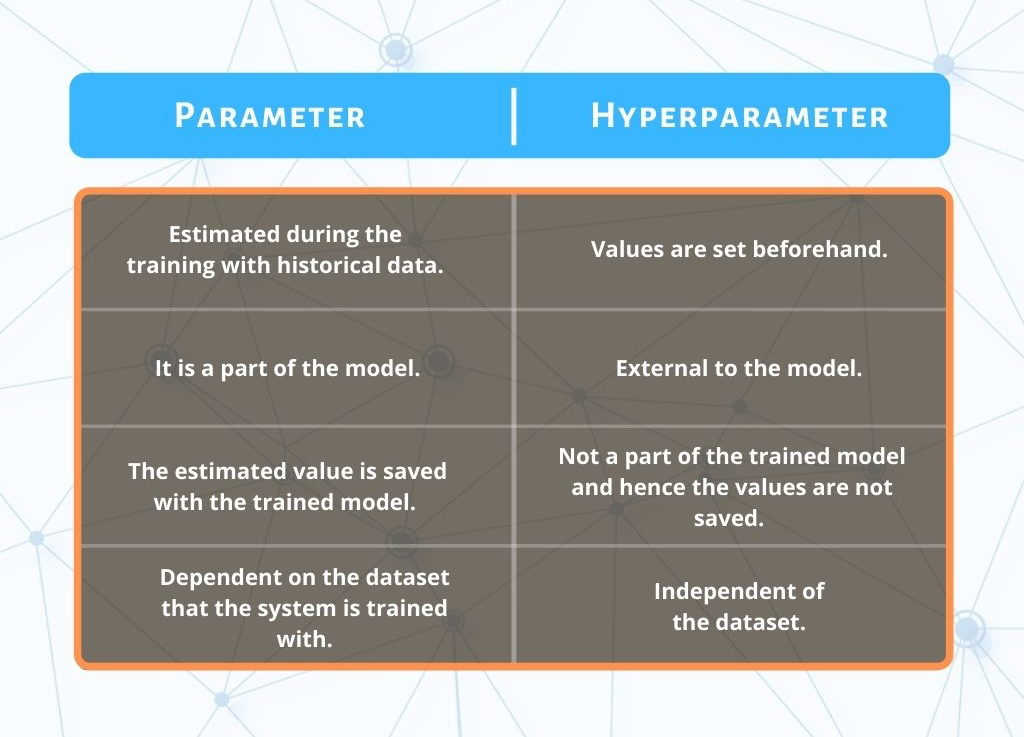 Parameter
Hyperparameter
Estimated during the
training with historical data.
Values are set beforehand.
It is a part of the model.
External to the model.
The estimated value is saved
with the trained model.
Not a part of the trained model
and hence the values are not
saved.
Dependent on the dataset
that the system is trained
with.
Independent of
the dataset.